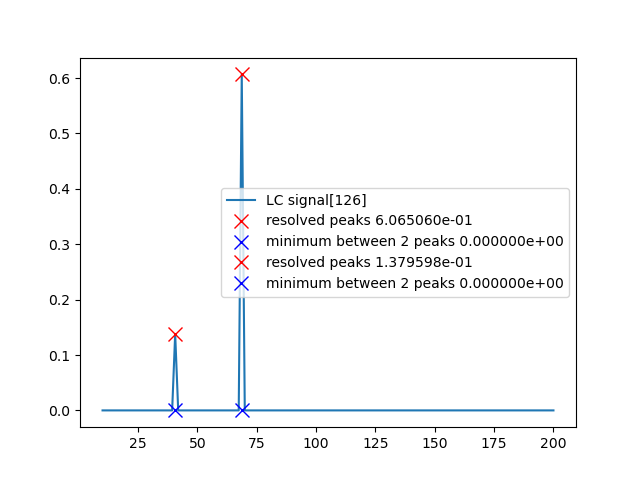 0.6
0.5
0.4
0.3
0.2
0.1
0.0
LC signal[126]
resolved peaks 6.065060e-01
minimum between 2 peaks 0.000000e+00
resolved peaks 1.379598e-01
minimum between 2 peaks 0.000000e+00
25 50 75 100 125 150 175 200